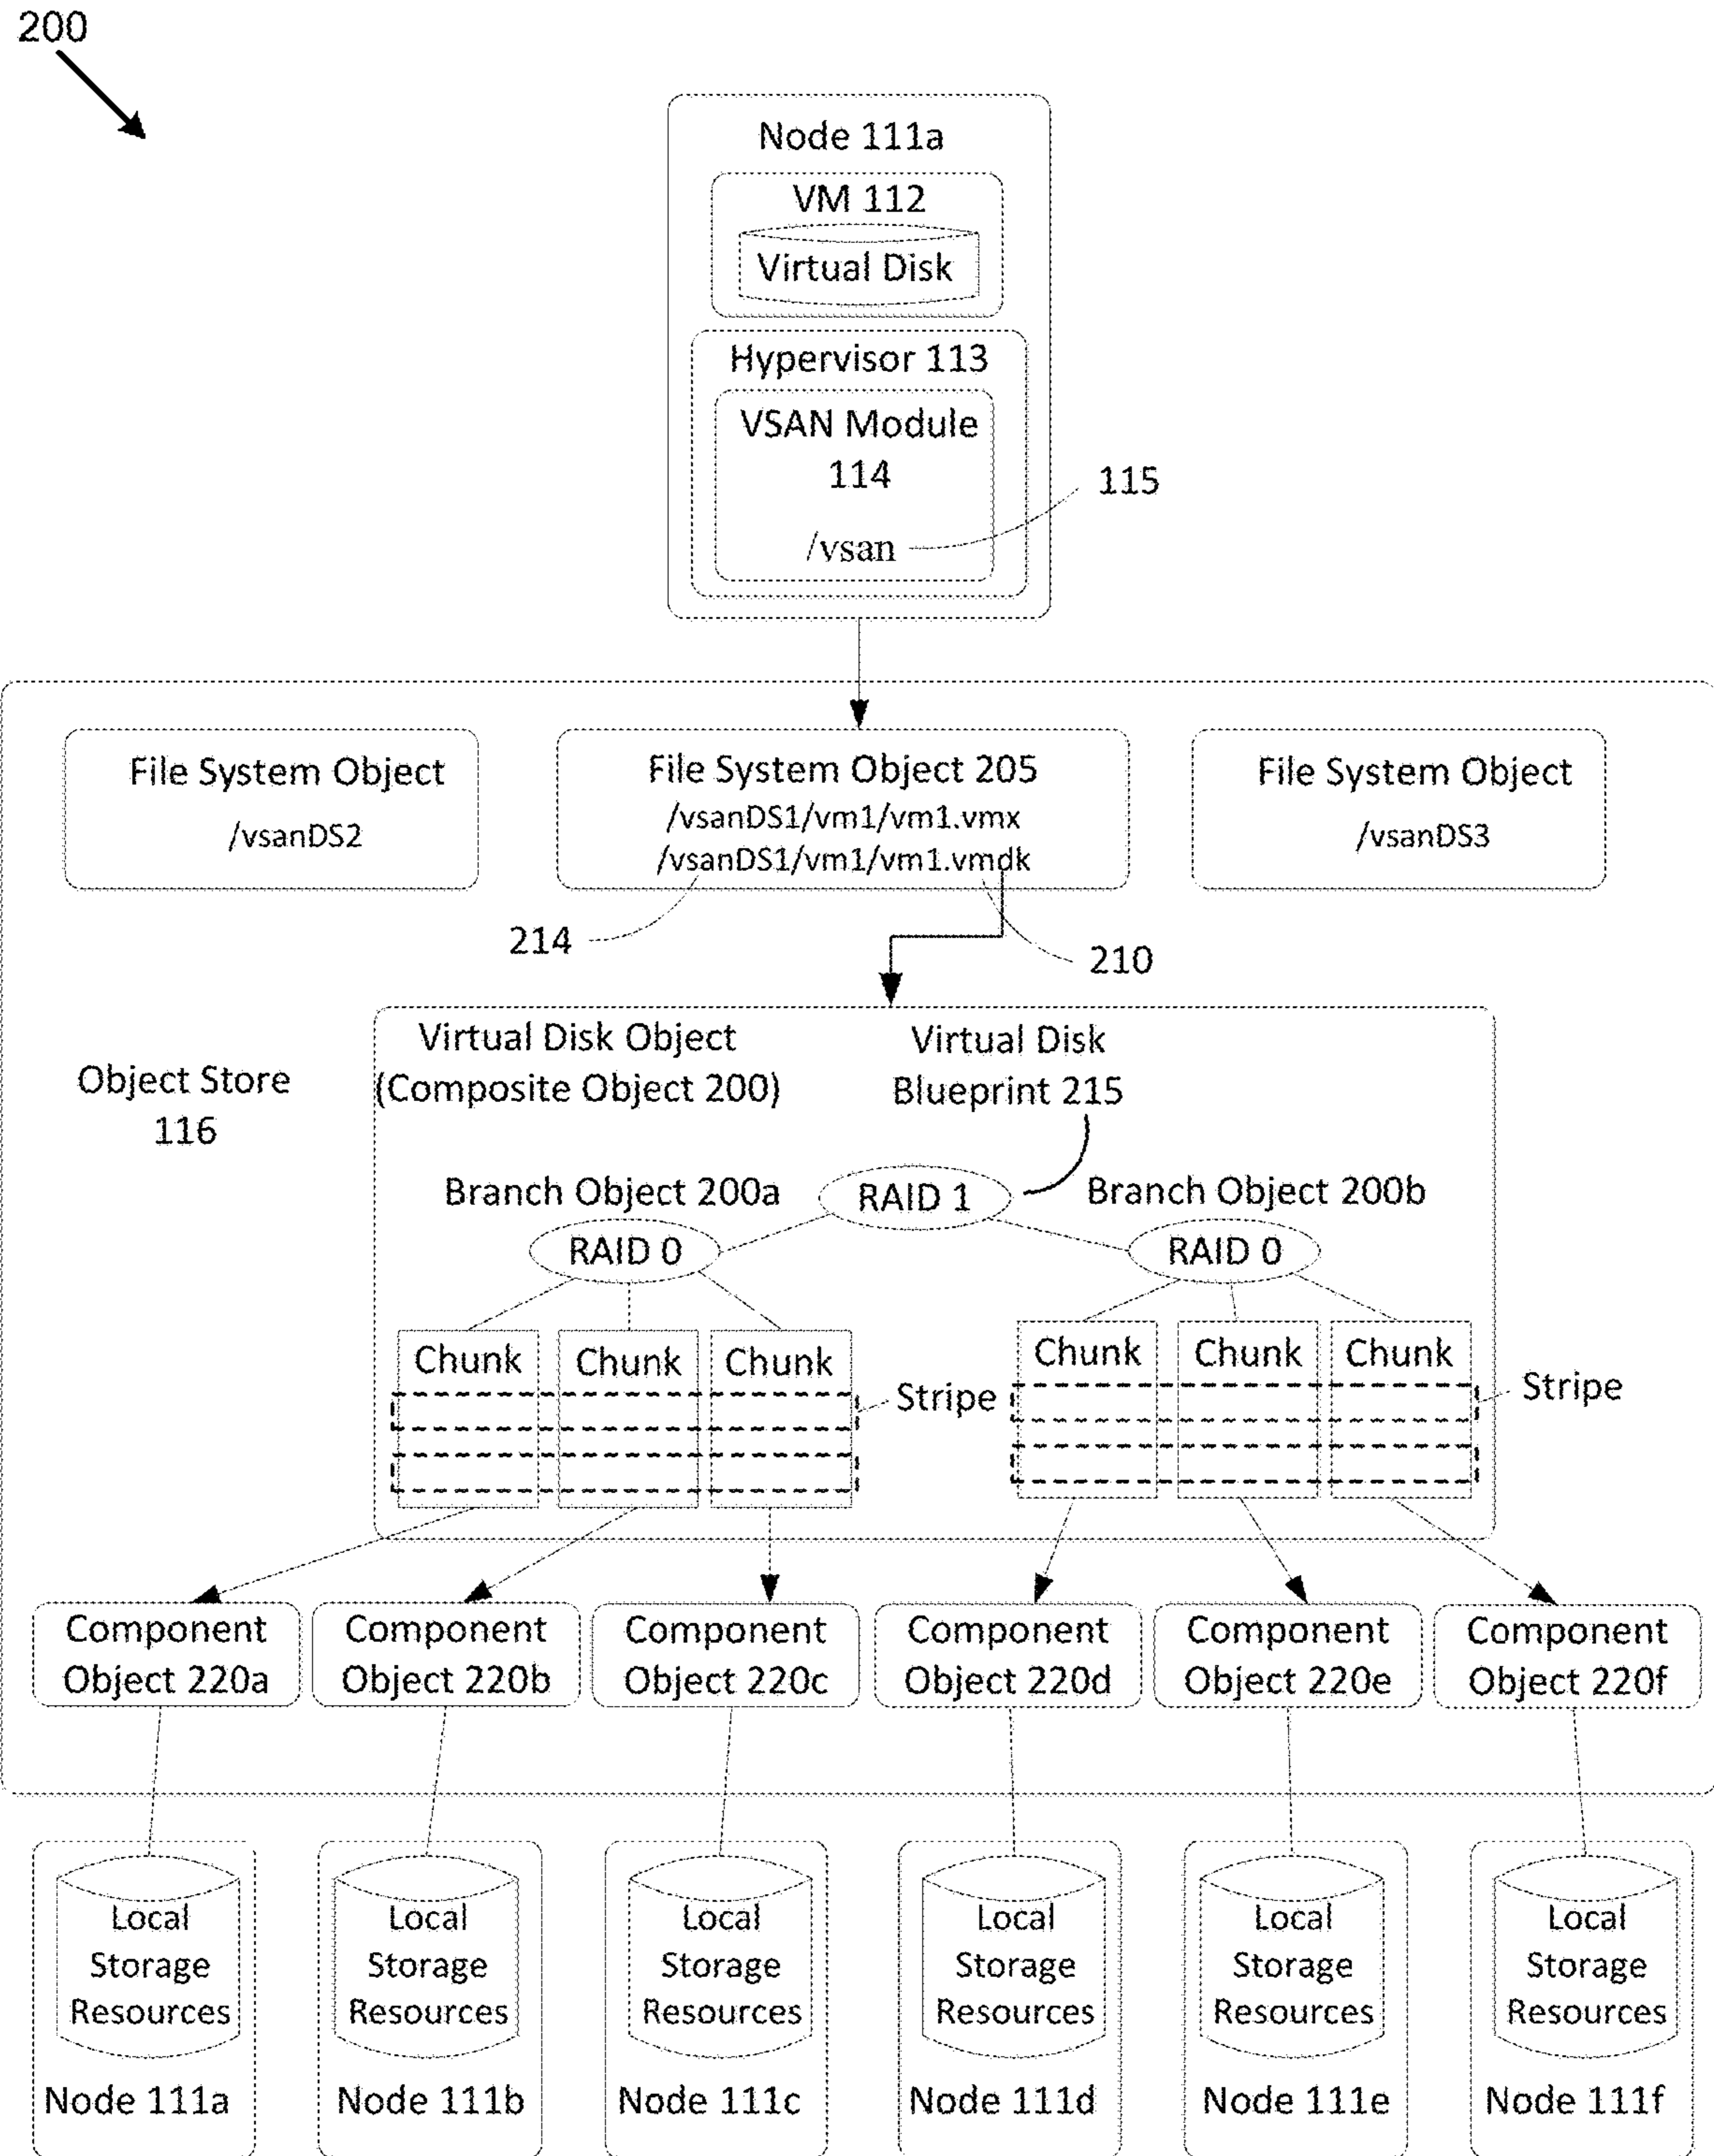 200
Node 111a
VM 112
Virtual Disk
Hypervisor 113
VSAN Module
114
115
/vsan
File System Object
/vsanDS2
File System Object 205
/vsanDS1/vm1/vm1.vmx
/vsanDS1/vm1/vm1.vmdk
File System Object
/vsanDS3
214
210
Object Store
116
Virtual Disk Object
(Composite Object 200)
Virtual Disk
Blueprint 215
Branch Object 200a
RAID 1
Branch Object 200b
RAID 0
RAID 0
Chunk
Chunk
Chunk
Stripe
Chunk
Chunk
Chunk
Stripe
Component
Object 220a
Component
Object 220b
Component
Object 220c
Component
Object 220d
Component
Object 220e
Component
Object 220f
Local
Storage
Resources
Node 111a
Local
Storage
Resources
Node 111b
Local
Storage
Resources
Node 111c
Local
Storage
Resources
Node 111d
Local
Storage
Resources
Node 111e
Local
Storage
Resources
Node 111f